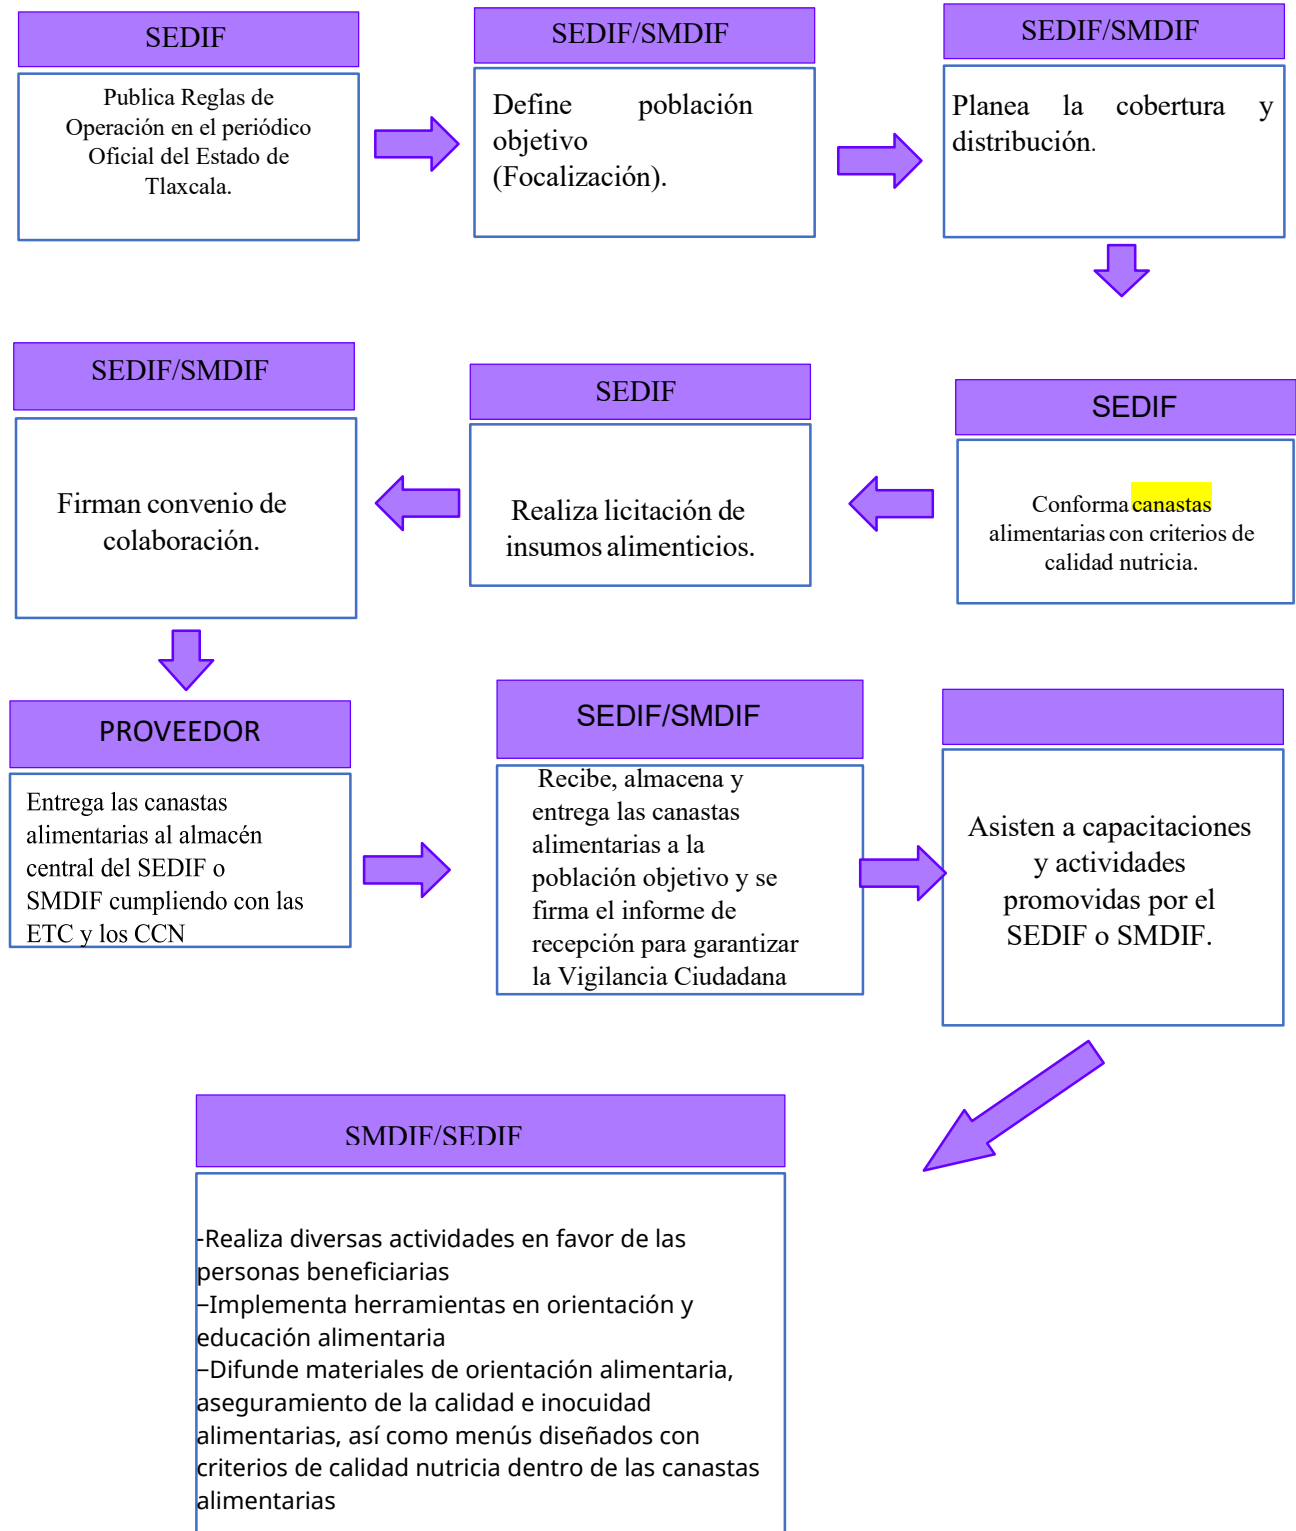 SEDIF
Publica Reglas de
Operación en el periódico
Oficial del Estado de
Tlaxcala.
SEDIF/SMDIF
Define población
objetivo
(Focalización).
SEDIF/SMDIF
Planea la cobertura y
distribución.
SEDIF
Conforma canastas
alimentarias con criterios de
calidad nutricia.
SEDIF
Realiza licitación de
insumos alimenticios.
SEDIF/SMDIF
Firman convenio de
colaboración.
PROVEEDOR
Entrega las canastas
alimentarias al almacén
central del SEDIF o
SMDIF cumpliendo con las
ETC y los CCN
SEDIF/SMDIF
Recibe, almacena y
entrega las canastas
alimentarias a la
población objetivo y se
firma el informe de
recepción para garantizar
la Vigilancia Ciudadana
Asisten a capacitaciones
y actividades
promovidas por el
SEDIF o SMDIF.
SMDIF/SEDIF
-Realiza diversas actividades en favor de las
personas beneficiarias
–Implementa herramientas en orientación y
educación alimentaria
–Difunde materiales de orientación alimentaria,
aseguramiento de la calidad e inocuidad
alimentarias, así como menús diseñados con
criterios de calidad nutricia dentro de las canastas
alimentarias